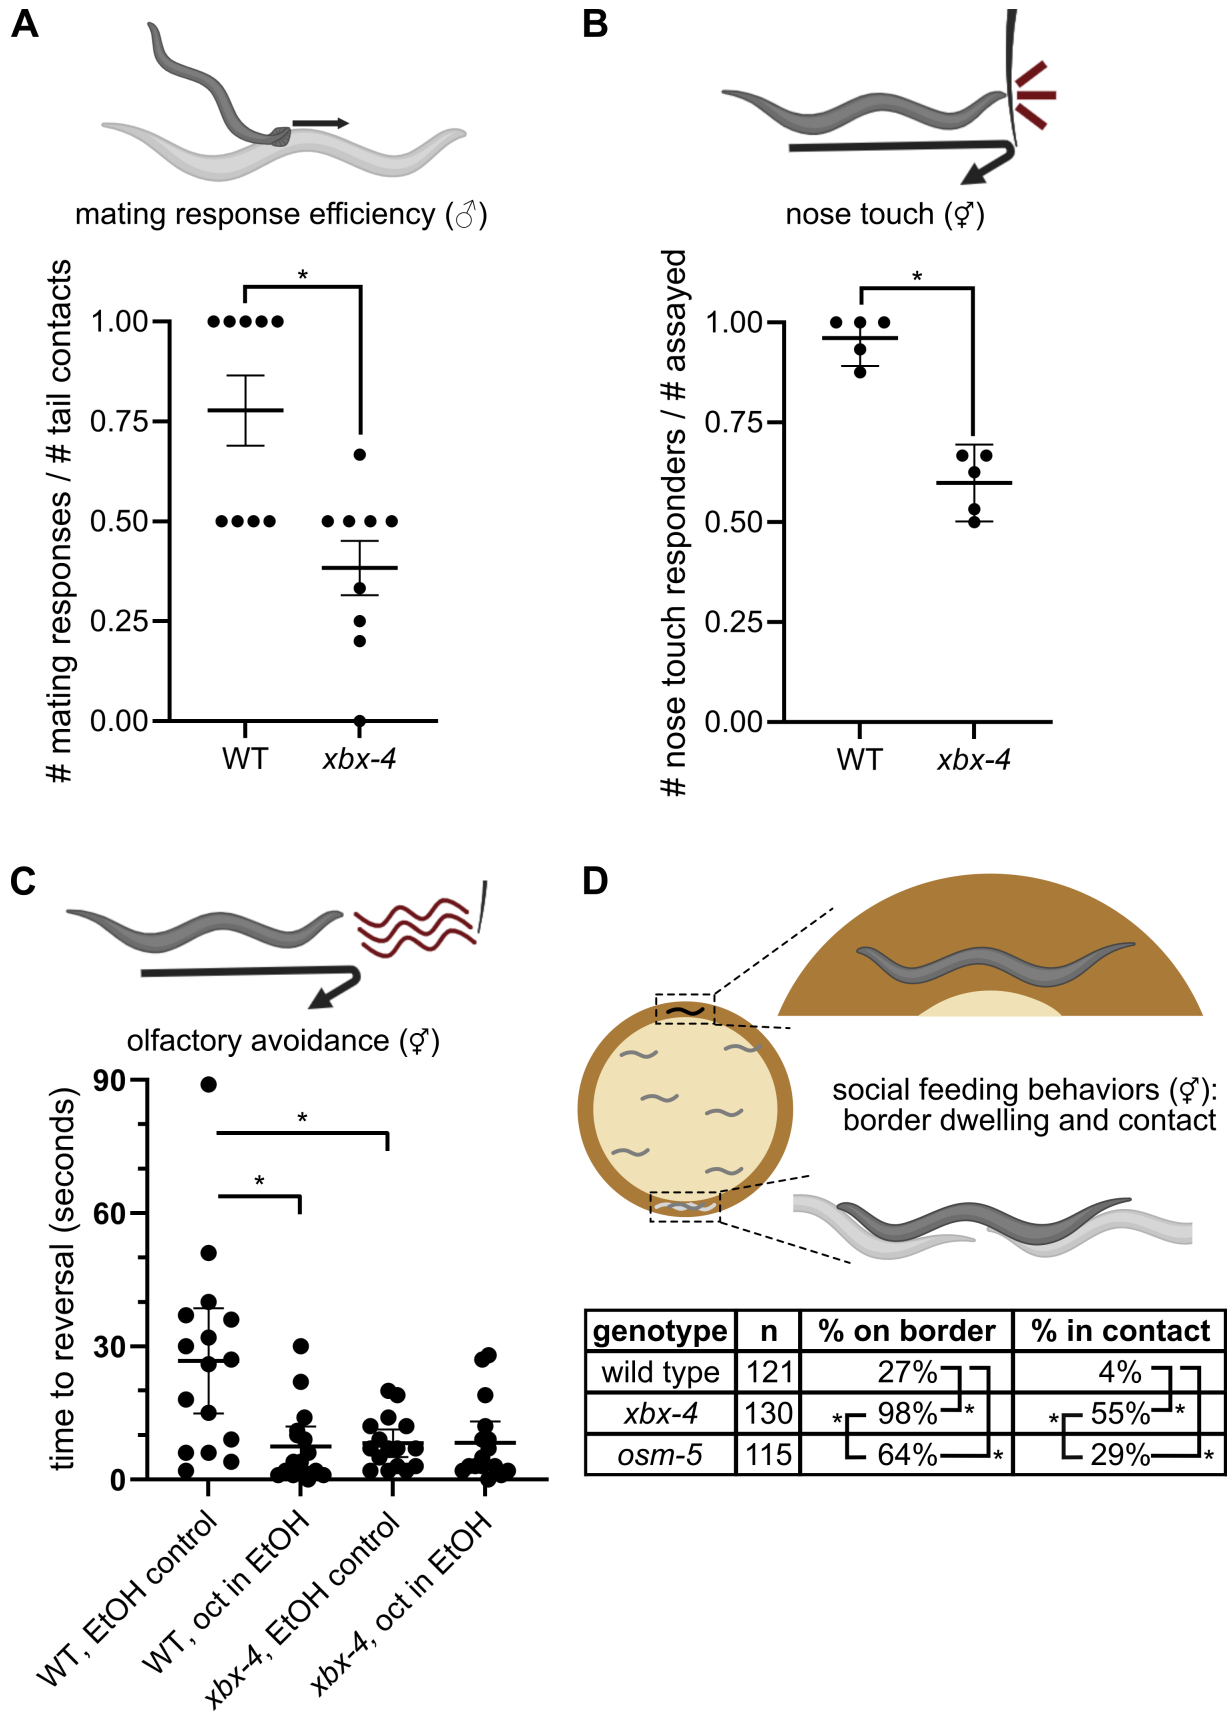 A
mating response efficiency (♂)
# mating responses / # tail contacts
*
1.00
0.75
0.50
0.25
0.00
WT
xbx-4
B
nose touch (⚥)
# nose touch responders / # assayed
*
1.00
0.75
0.50
0.25
0.00
WT
xbx-4
C
olfactory avoidance (⚥)
time to reversal (seconds)
90
60
30
0
*
*
WT, EtOH control
WT, oct in EtOH
xbx-4, EtOH control
xbx-4, oct in EtOH
D
social feeding behaviors (⚥):
border dwelling and contact
genotype n % on border % in contact
wild type 121 27% 4%
xbx-4 130 * 98% * * 55% *
osm-5 115 64% * 29% *